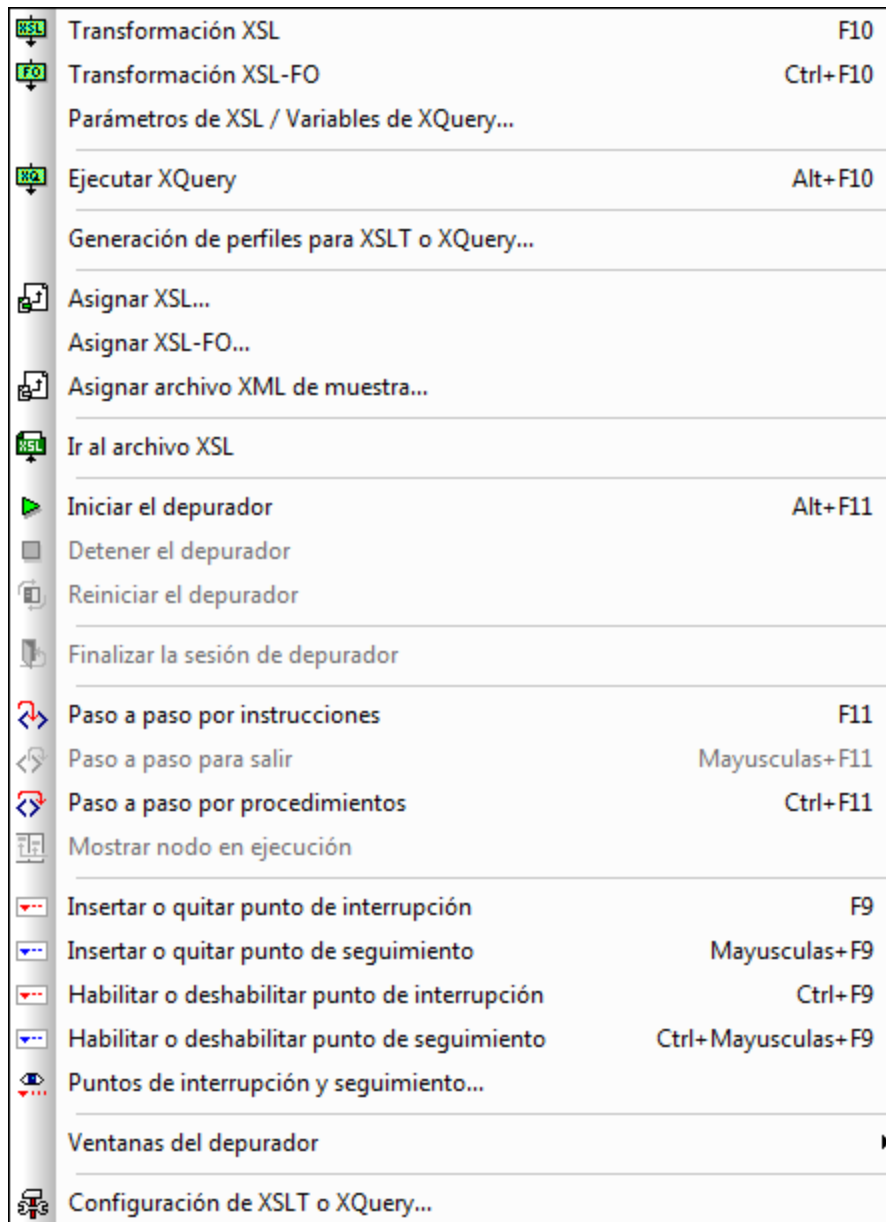 XSL Transformación XSL F10
FO Transformación XSL-FO Ctrl+F10
Parámetros de XSL / Variables de XQuery...
XQ Ejecutar XQuery Alt+F10
Generación de perfiles para XSLT o XQuery...
Asignar XSL...
Asignar XSL-FO...
Asignar archivo XML de muestra...
XSL Ir al archivo XSL
Iniciar el depurador Alt+F11
Detener el depurador
Reiniciar el depurador
Finalizar la sesión de depurador
Paso a paso por instrucciones F11
Paso a paso para salir Mayusculas+F11
Paso a paso por procedimientos Ctrl+F11
Mostrar nodo en ejecución
Insertar o quitar punto de interrupción F9
Insertar o quitar punto de seguimiento Mayusculas+F9
Habilitar o deshabilitar punto de interrupción Ctrl+F9
Habilitar o deshabilitar punto de seguimiento Ctrl+Mayusculas+F9
Puntos de interrupción y seguimiento...
Ventanas del depurador
Configuración de XSLT o XQuery...